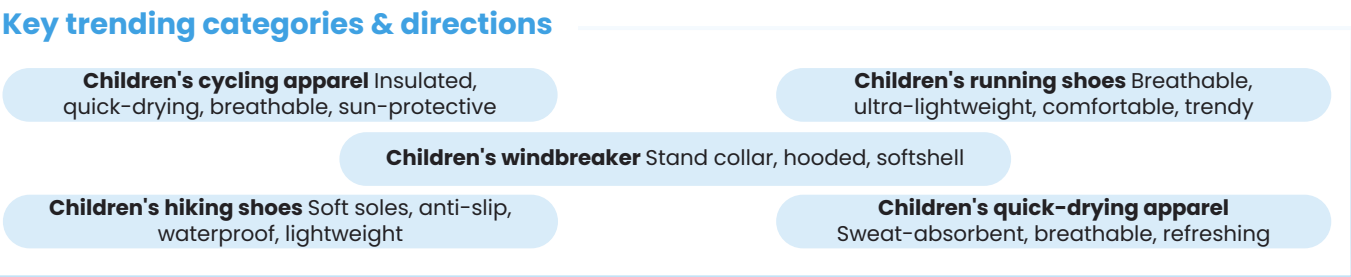 Key trending categories & directions
Children's cycling apparel Insulated,
quick-drying, breathable, sun-protective
Children's running shoes Breathable,
ultra-lightweight, comfortable, trendy
Children's windbreaker Stand collar, hooded, softshell
Children's hiking shoes Soft soles, anti-slip,
waterproof, lightweight
Children's quick-drying apparel
Sweat-absorbent, breathable, refreshing